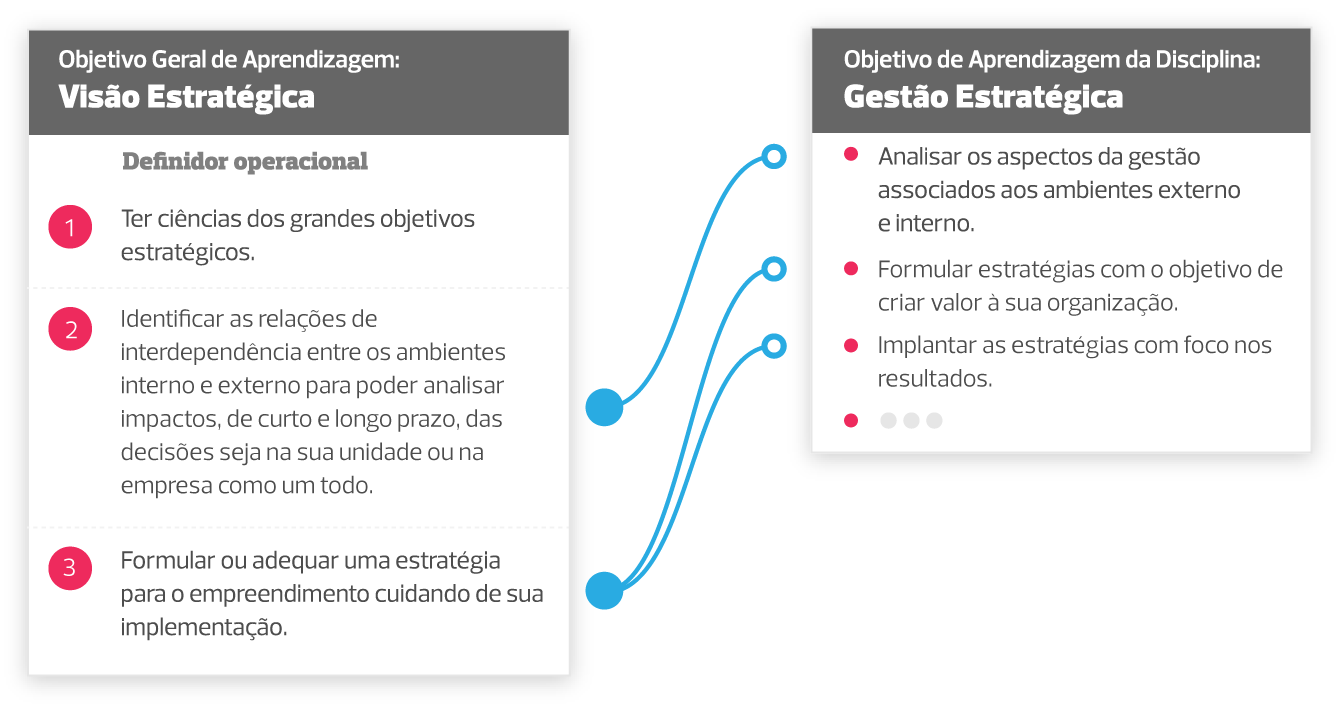 Objetivo Geral de Aprendizagem:
Visão Estratégica
Definidor operacional
1
Ter ciências dos grandes objetivos
estratégicos.
2
Identificar as relações de
interdependência entre os ambientes
interno e externo para poder analisar
impactos, de curto e longo prazo, das
decisões seja na sua unidade ou na
empresa como um todo.
3
Formular ou adequar uma estratégia
para o empreendimento cuidando de sua
implementação.
Objetivo de Aprendizagem da Disciplina:
Gestão Estratégica
Analisar os aspectos da gestão
associados aos ambientes externo
e interno.
Formular estratégias com o objetivo de
criar valor à sua organização.
Implantar as estratégias com foco nos
resultados.